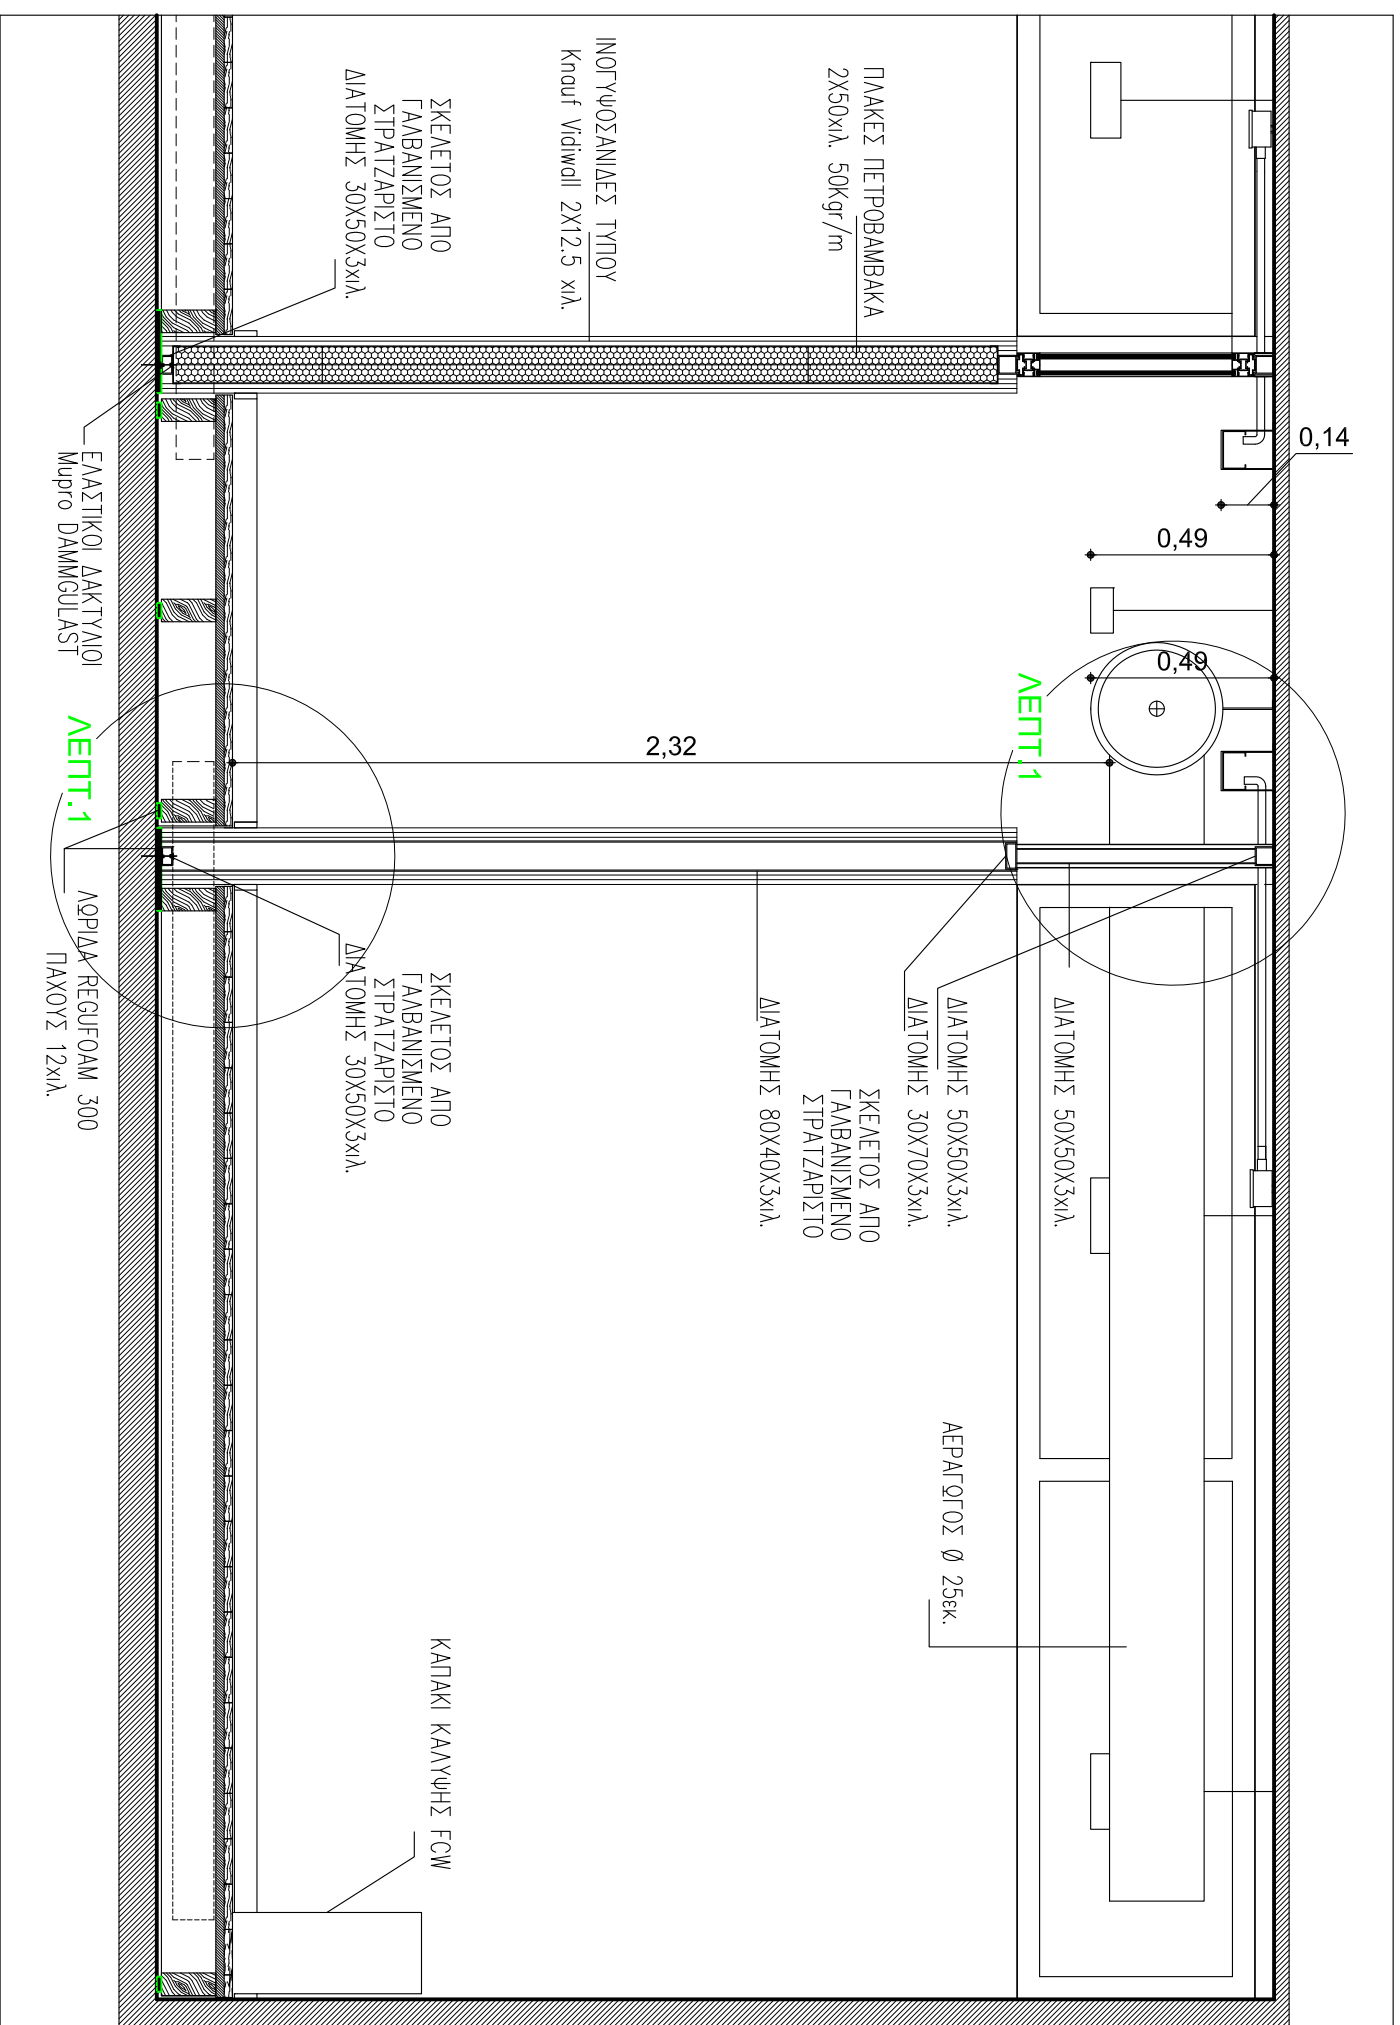 0,14
0,49
0,49
2,32
ΛΕΠΤ.1
ΛΕΠΤ.1
ΠΛΑΚΕΣ ΠΕΤΡΟΒΑΜΒΑΚΑ
2Χ50χιλ. 50Kgr/m
ΙΝΟΓΥΨΟΣΑΝΙΔΕΣ ΤΥΠΟΥ
Knauf Vidiwall 2Χ12.5 χιλ.
ΣΚΕΛΕΤΟΣ ΑΠΟ
ΓΑΛΒΑΝΙΣΜΕΝΟ
ΣΤΡΑΤΖΑΡΙΣΤΟ
ΔΙΑΤΟΜΗΣ 30Χ50Χ3χιλ.
ΕΛΑΣΤΙΚΟΙ ΔΑΚΤΥΛΙΟΙ
Mupro DAMMGULAST
ΔΙΑΤΟΜΗΣ 50Χ50Χ3χιλ.
ΔΙΑΤΟΜΗΣ 50Χ50Χ3χιλ.
ΔΙΑΤΟΜΗΣ 30Χ70Χ3χιλ.
ΣΚΕΛΕΤΟΣ ΑΠΟ
ΓΑΛΒΑΝΙΣΜΕΝΟ
ΣΤΡΑΤΖΑΡΙΣΤΟ
ΔΙΑΤΟΜΗΣ 80Χ40Χ3χιλ.
ΣΚΕΛΕΤΟΣ ΑΠΟ
ΓΑΛΒΑΝΙΣΜΕΝΟ
ΣΤΡΑΤΖΑΡΙΣΤΟ
ΔΙΑΤΟΜΗΣ 30Χ50Χ3χιλ.
ΛΩΡΙΔΑ REGUFOAM 300
ΠΑΧΟΥΣ 12χιλ.
ΑΕΡΑΓΩΓΟΣ Ø 25εκ.
ΚΑΠΑΚΙ ΚΑΛΥΨΗΣ FCW